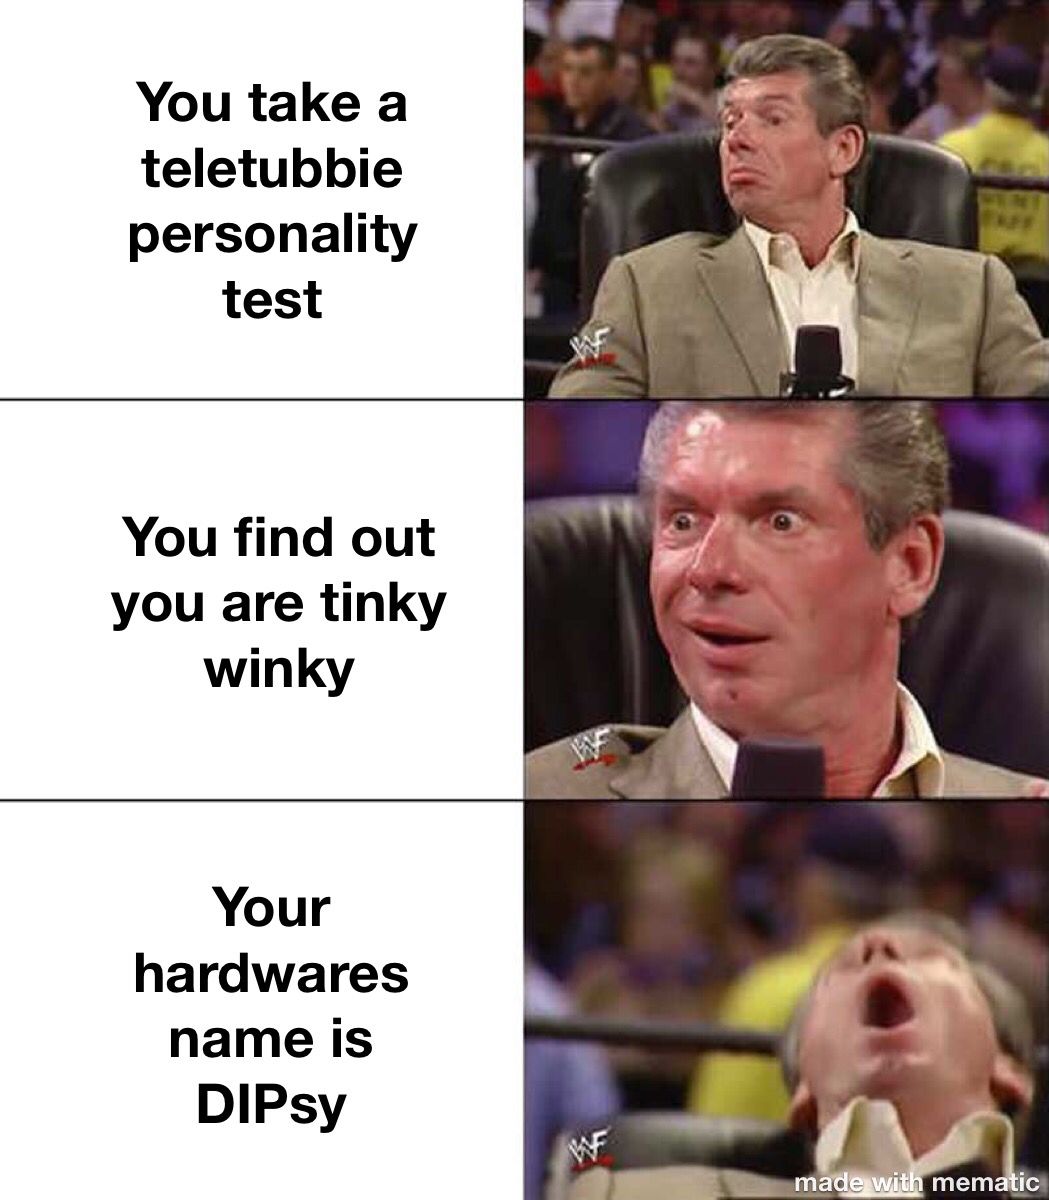 You take a
teletubbie
personality
test
You find out
you are tinky
winky
Your
hardwares
name is
DIPsy
made with mematic